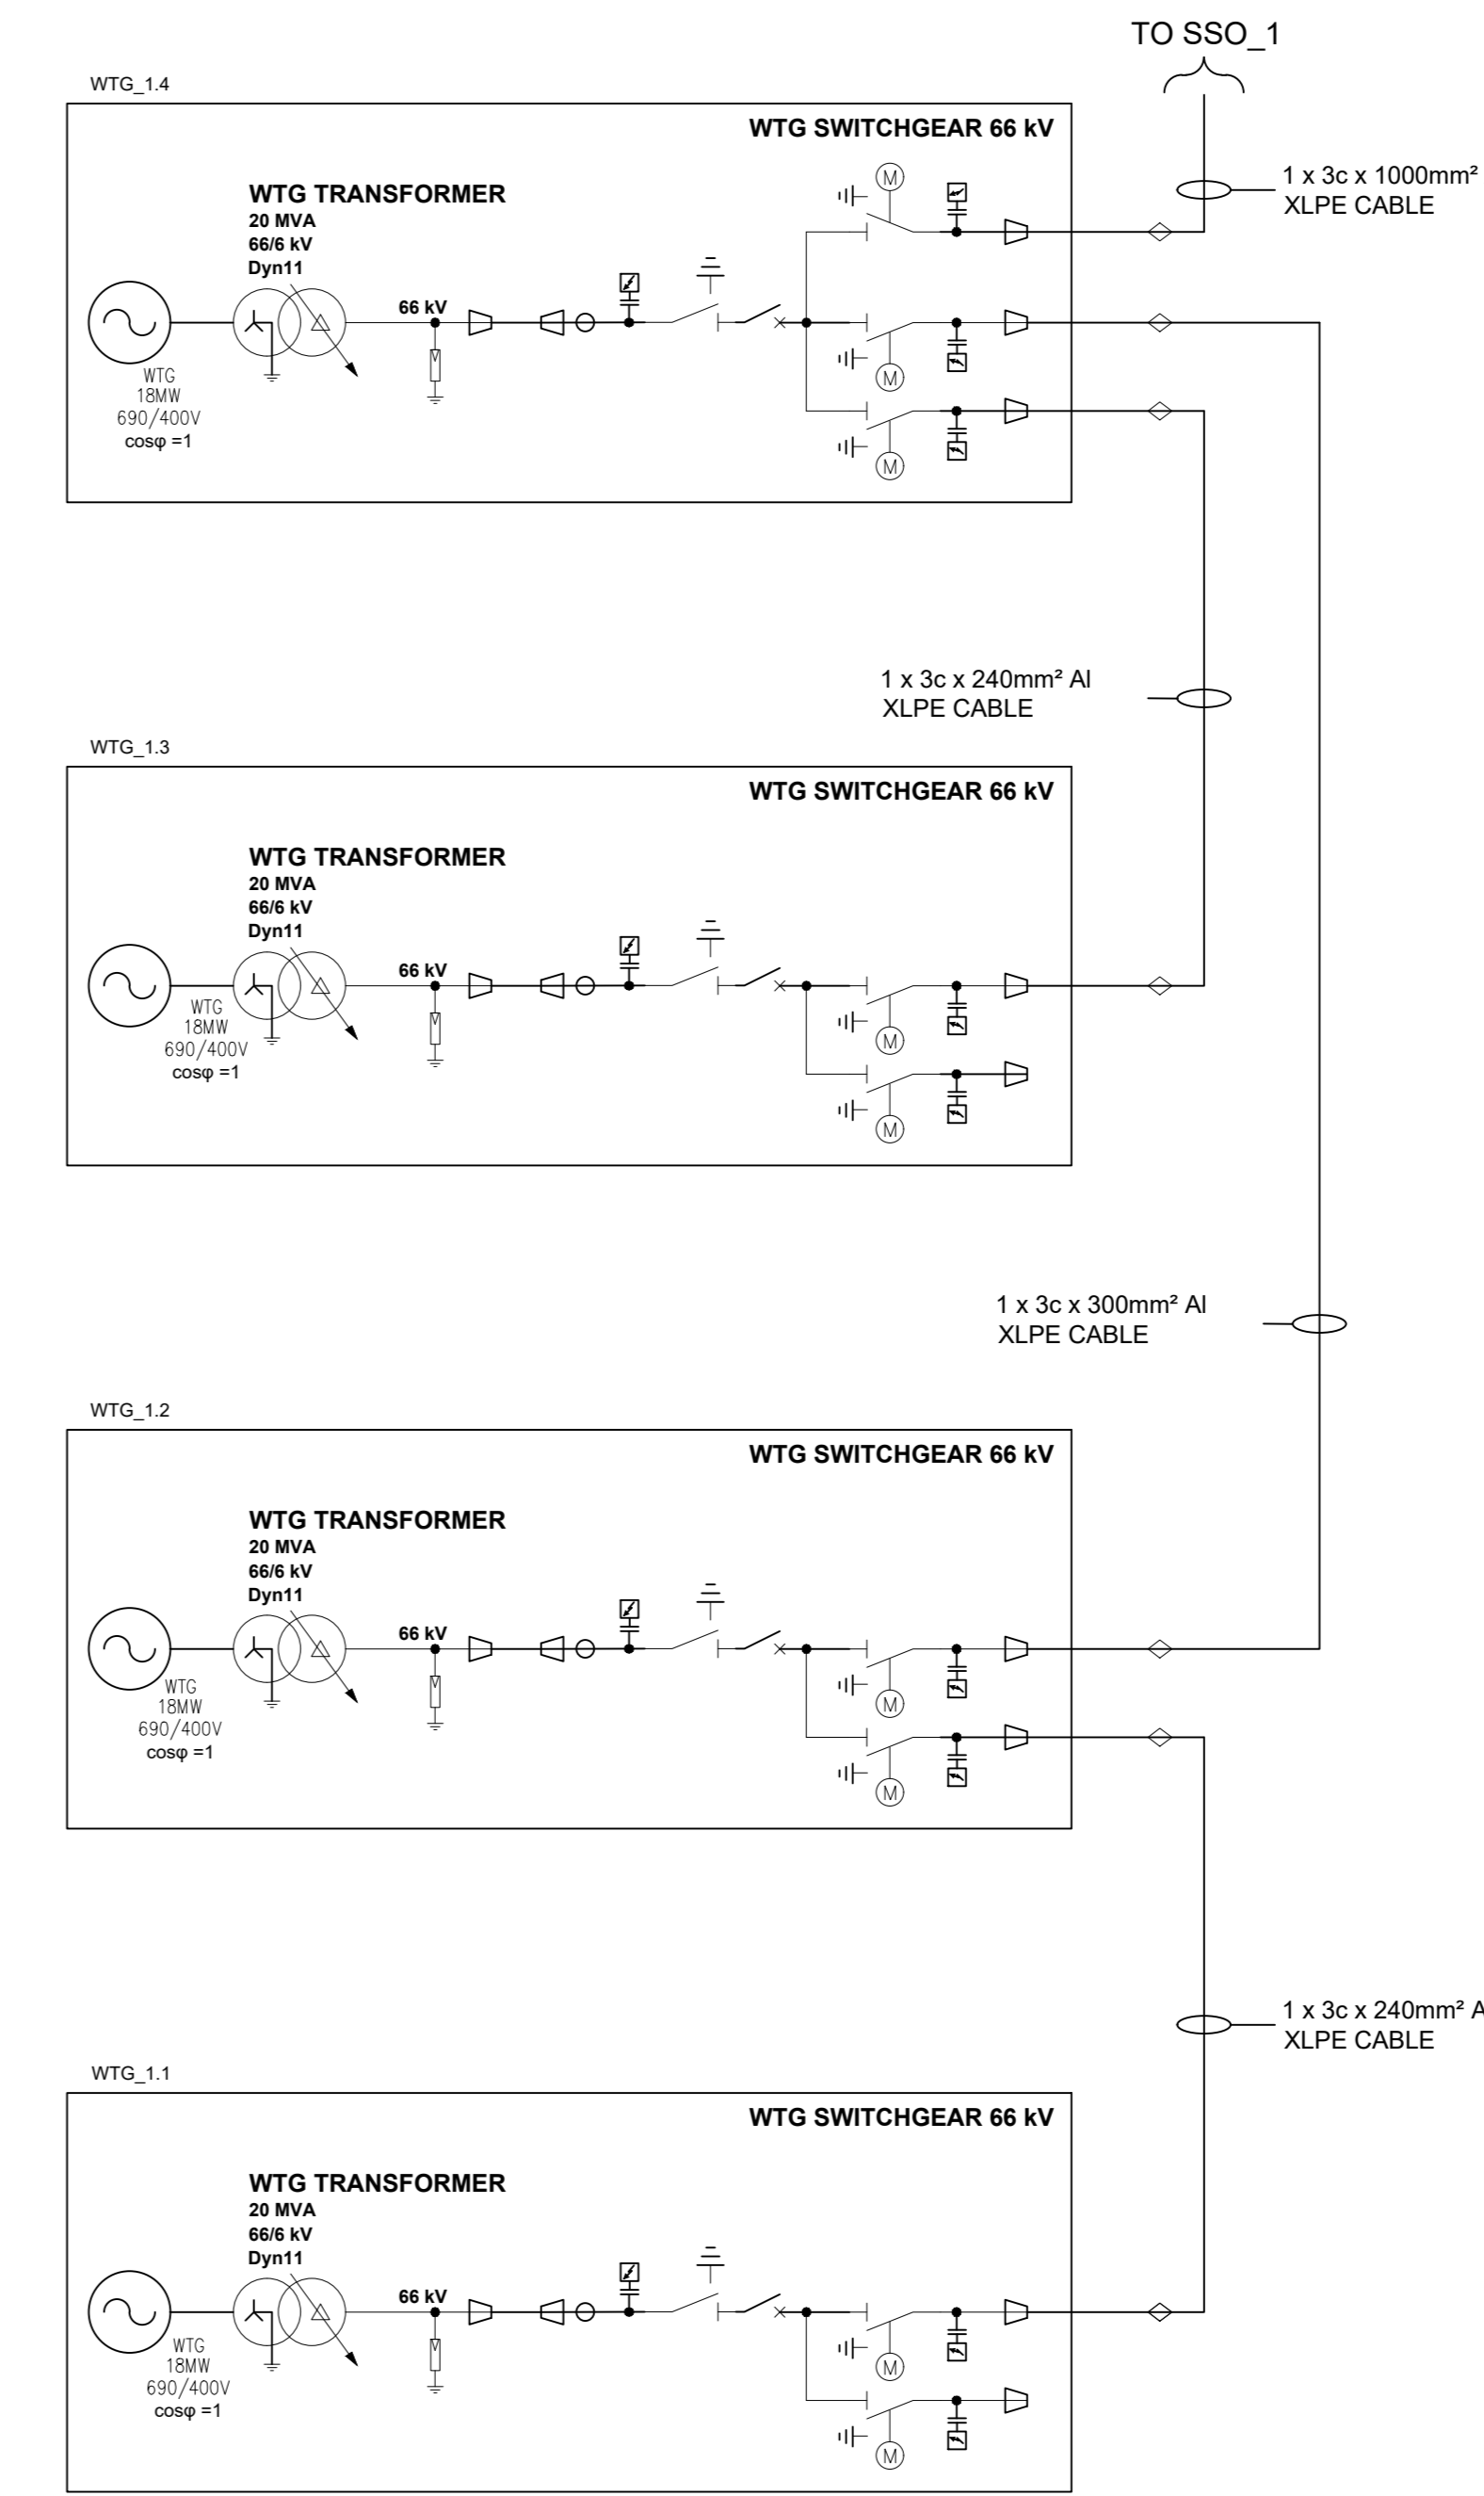 TO SSO_1
WTG_1.4
WTG SWITCHGEAR 66 kV
1 x 3c x 1000mm²
XLPE CABLE
WTG TRANSFORMER
20 MVA
66/6 kV
Dyn11
66 kV
M
M
M
WTG
18MW
690/400V
cosφ =1
1 x 3c x 240mm² Al
XLPE CABLE
WTG_1.3
WTG SWITCHGEAR 66 kV
WTG TRANSFORMER
20 MVA
66/6 kV
Dyn11
66 kV
WTG
18MW
690/400V
cosφ =1
M
M
1 x 3c x 300mm² Al
XLPE CABLE
WTG_1.2
WTG SWITCHGEAR 66 kV
WTG TRANSFORMER
20 MVA
66/6 kV
Dyn11
66 kV
WTG
18MW
690/400V
cosφ =1
M
M
1 x 3c x 240mm² A
XLPE CABLE
WTG_1.1
WTG SWITCHGEAR 66 kV
WTG TRANSFORMER
20 MVA
66/6 kV
Dyn11
66 kV
WTG
18MW
690/400V
cosφ =1
M
M